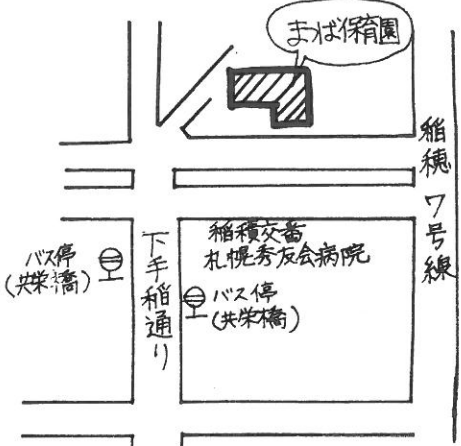 まつば保育園
稲穂7号線
稲積交番
札幌秀友会病院
下手稲通り
バス停
(共栄橋)
バス停
(共栄橋)